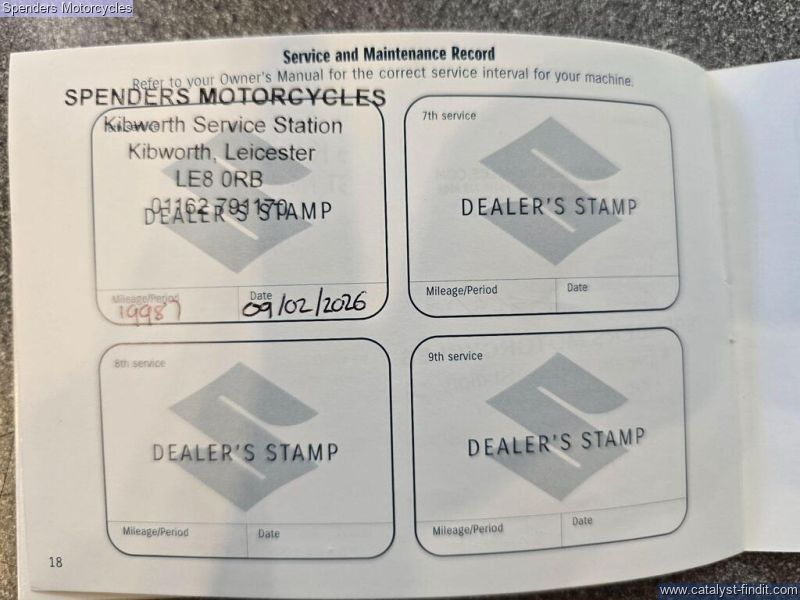 Spenders Motorcycles
Service and Maintenance Record
Refer to your Owner's Manual for the correct service interval for your machine.
SPENDERS MOTORCYCLES
Kibworth Service Station
Kibworth, Leicester
LE8 0RB
01162 791170
DEALER'S STAMP
Mileage/Period
19987
Date
09/02/2026
7th service
DEALER'S STAMP
Mileage/Period
Date
8th service
DEALER'S STAMP
Mileage/Period
Date
9th service
DEALER'S STAMP
Mileage/Period
Date
18
www.catalyst-findit.com